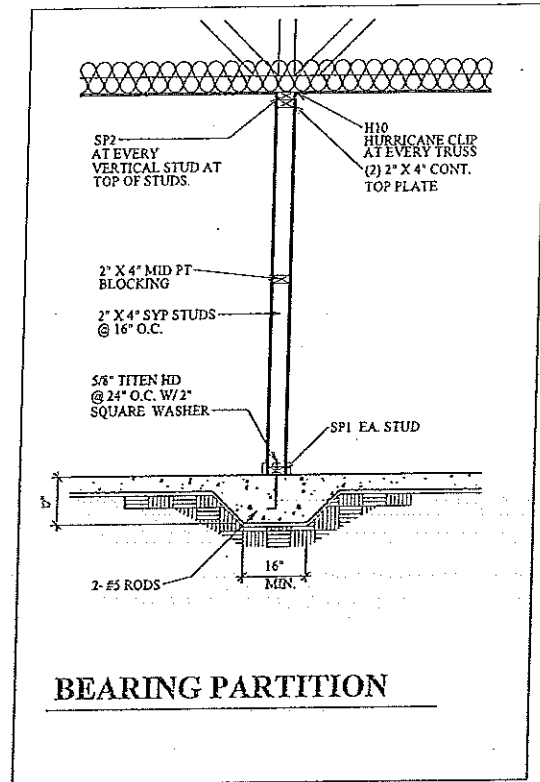 SP2
AT EVERY
VERTICAL STUD AT
TOP OF STUDS.
H10
HURRICANE CLIP
AT EVERY TRUSS
(2) 2" X 4" CONT.
TOP PLATE
2" X 4" MID PT
BLOCKING
2" X 4" SYP STUDS
@ 16" O.C.
5/8" TITEN HD
@ 24" O.C. W/ 2"
SQUARE WASHER
SP1 EA. STUD
2- #5 RODS
16"
MIN.
BEARING PARTITION